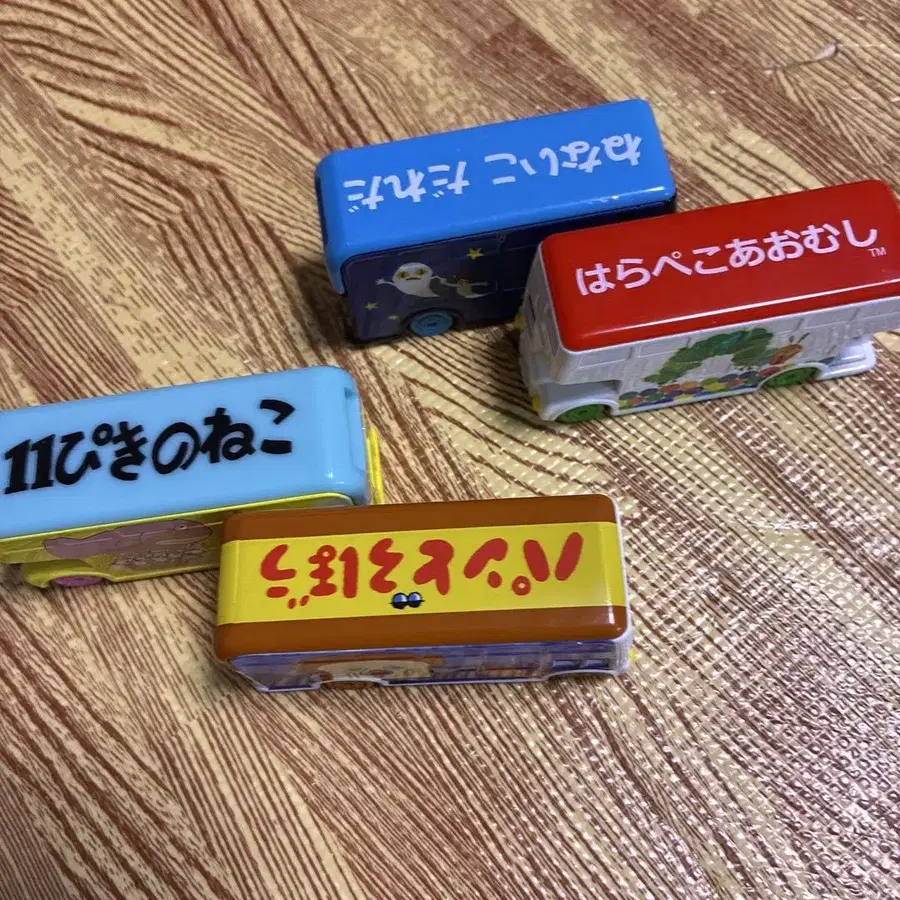 ねないこ だれだ
はらぺこあおむし
TM
11ぴきのねこ
パンどろぼう